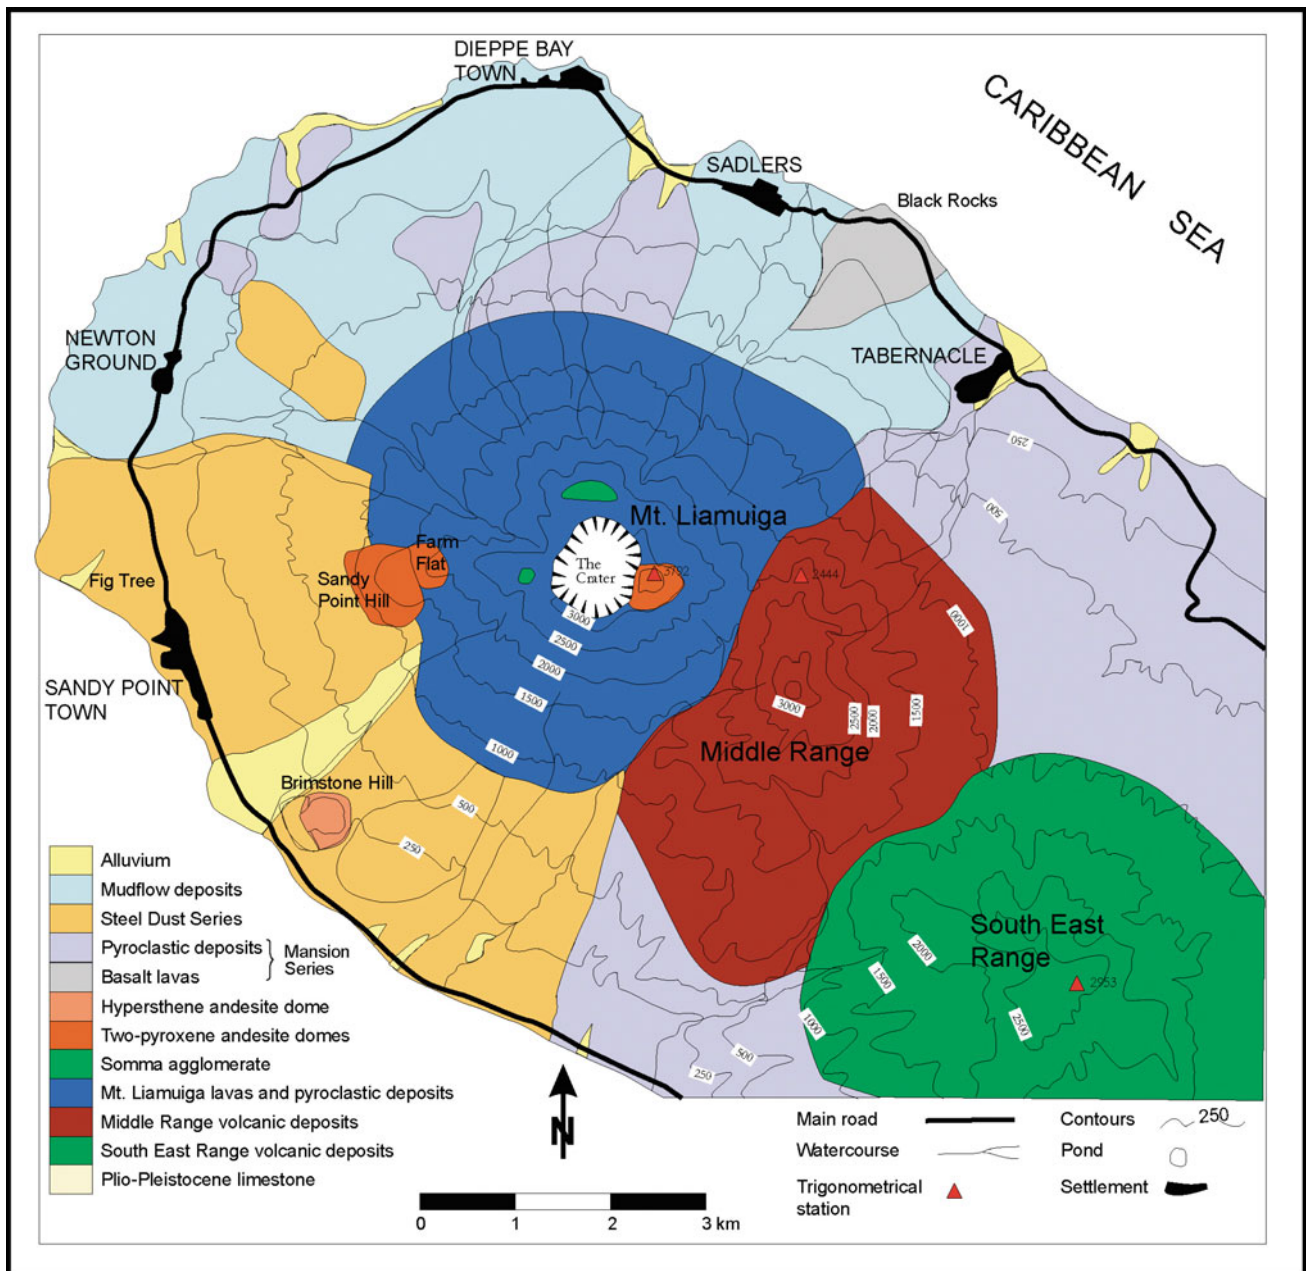 DIEPPE BAY
TOWN
CARIBBEAN
SEA
SADLERS
Black Rocks
NEWTON
GROUND
TABERNACLE
250
500
Mt. Liamuiga
Farm
Flat
The
Crater
3792
2444
Fig Tree
Sandy
Point Hill
3000
1000
2500
2000
SANDY POINT
TOWN
1500
3000
2500
2000
1500
1000
Middle Range
Brimstone Hill
500
250
South East
Range
2000
1500
2953
2500
1000
500
250
Alluvium
Mudflow deposits
Steel Dust Series
Pyroclastic deposits
Basalt lavas
Mansion
Series
Hypersthene andesite dome
Two-pyroxene andesite domes
Somma agglomerate
Mt. Liamuiga lavas and pyroclastic deposits
Middle Range volcanic deposits
South East Range volcanic deposits
Plio-Pleistocene limestone
N
0 1 2 3 km
Main road
Watercourse
Trigonometrical
station
Contours 250
Pond
Settlement